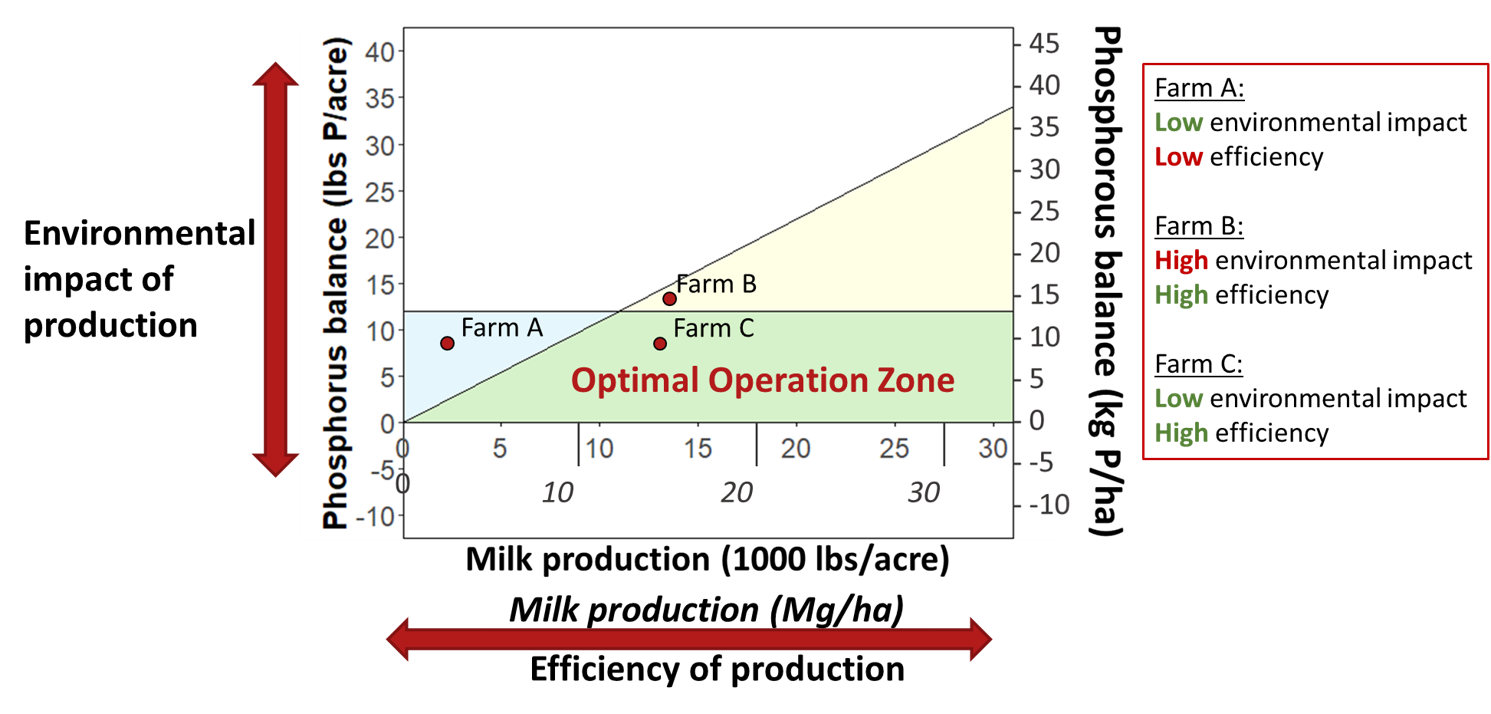 Environmental
impact of
production
Phosphorus balance (lbs P/acre)
40
35
30
25
20
15
10
5
0
-5
-10
Farm A
Farm B
Farm C
Optimal Operation Zone
45
40
35
30
25
20
15
10
5
0
-5
-10
Phosphorous balance (kg P/ha)
0 5 10 15 20 25 30
0 10 20 30
Milk production (1000 lbs/acre)
Milk production (Mg/ha)
Efficiency of production
Farm A:
Low environmental impact
Low efficiency
Farm B:
High environmental impact
High efficiency
Farm C:
Low environmental impact
High efficiency